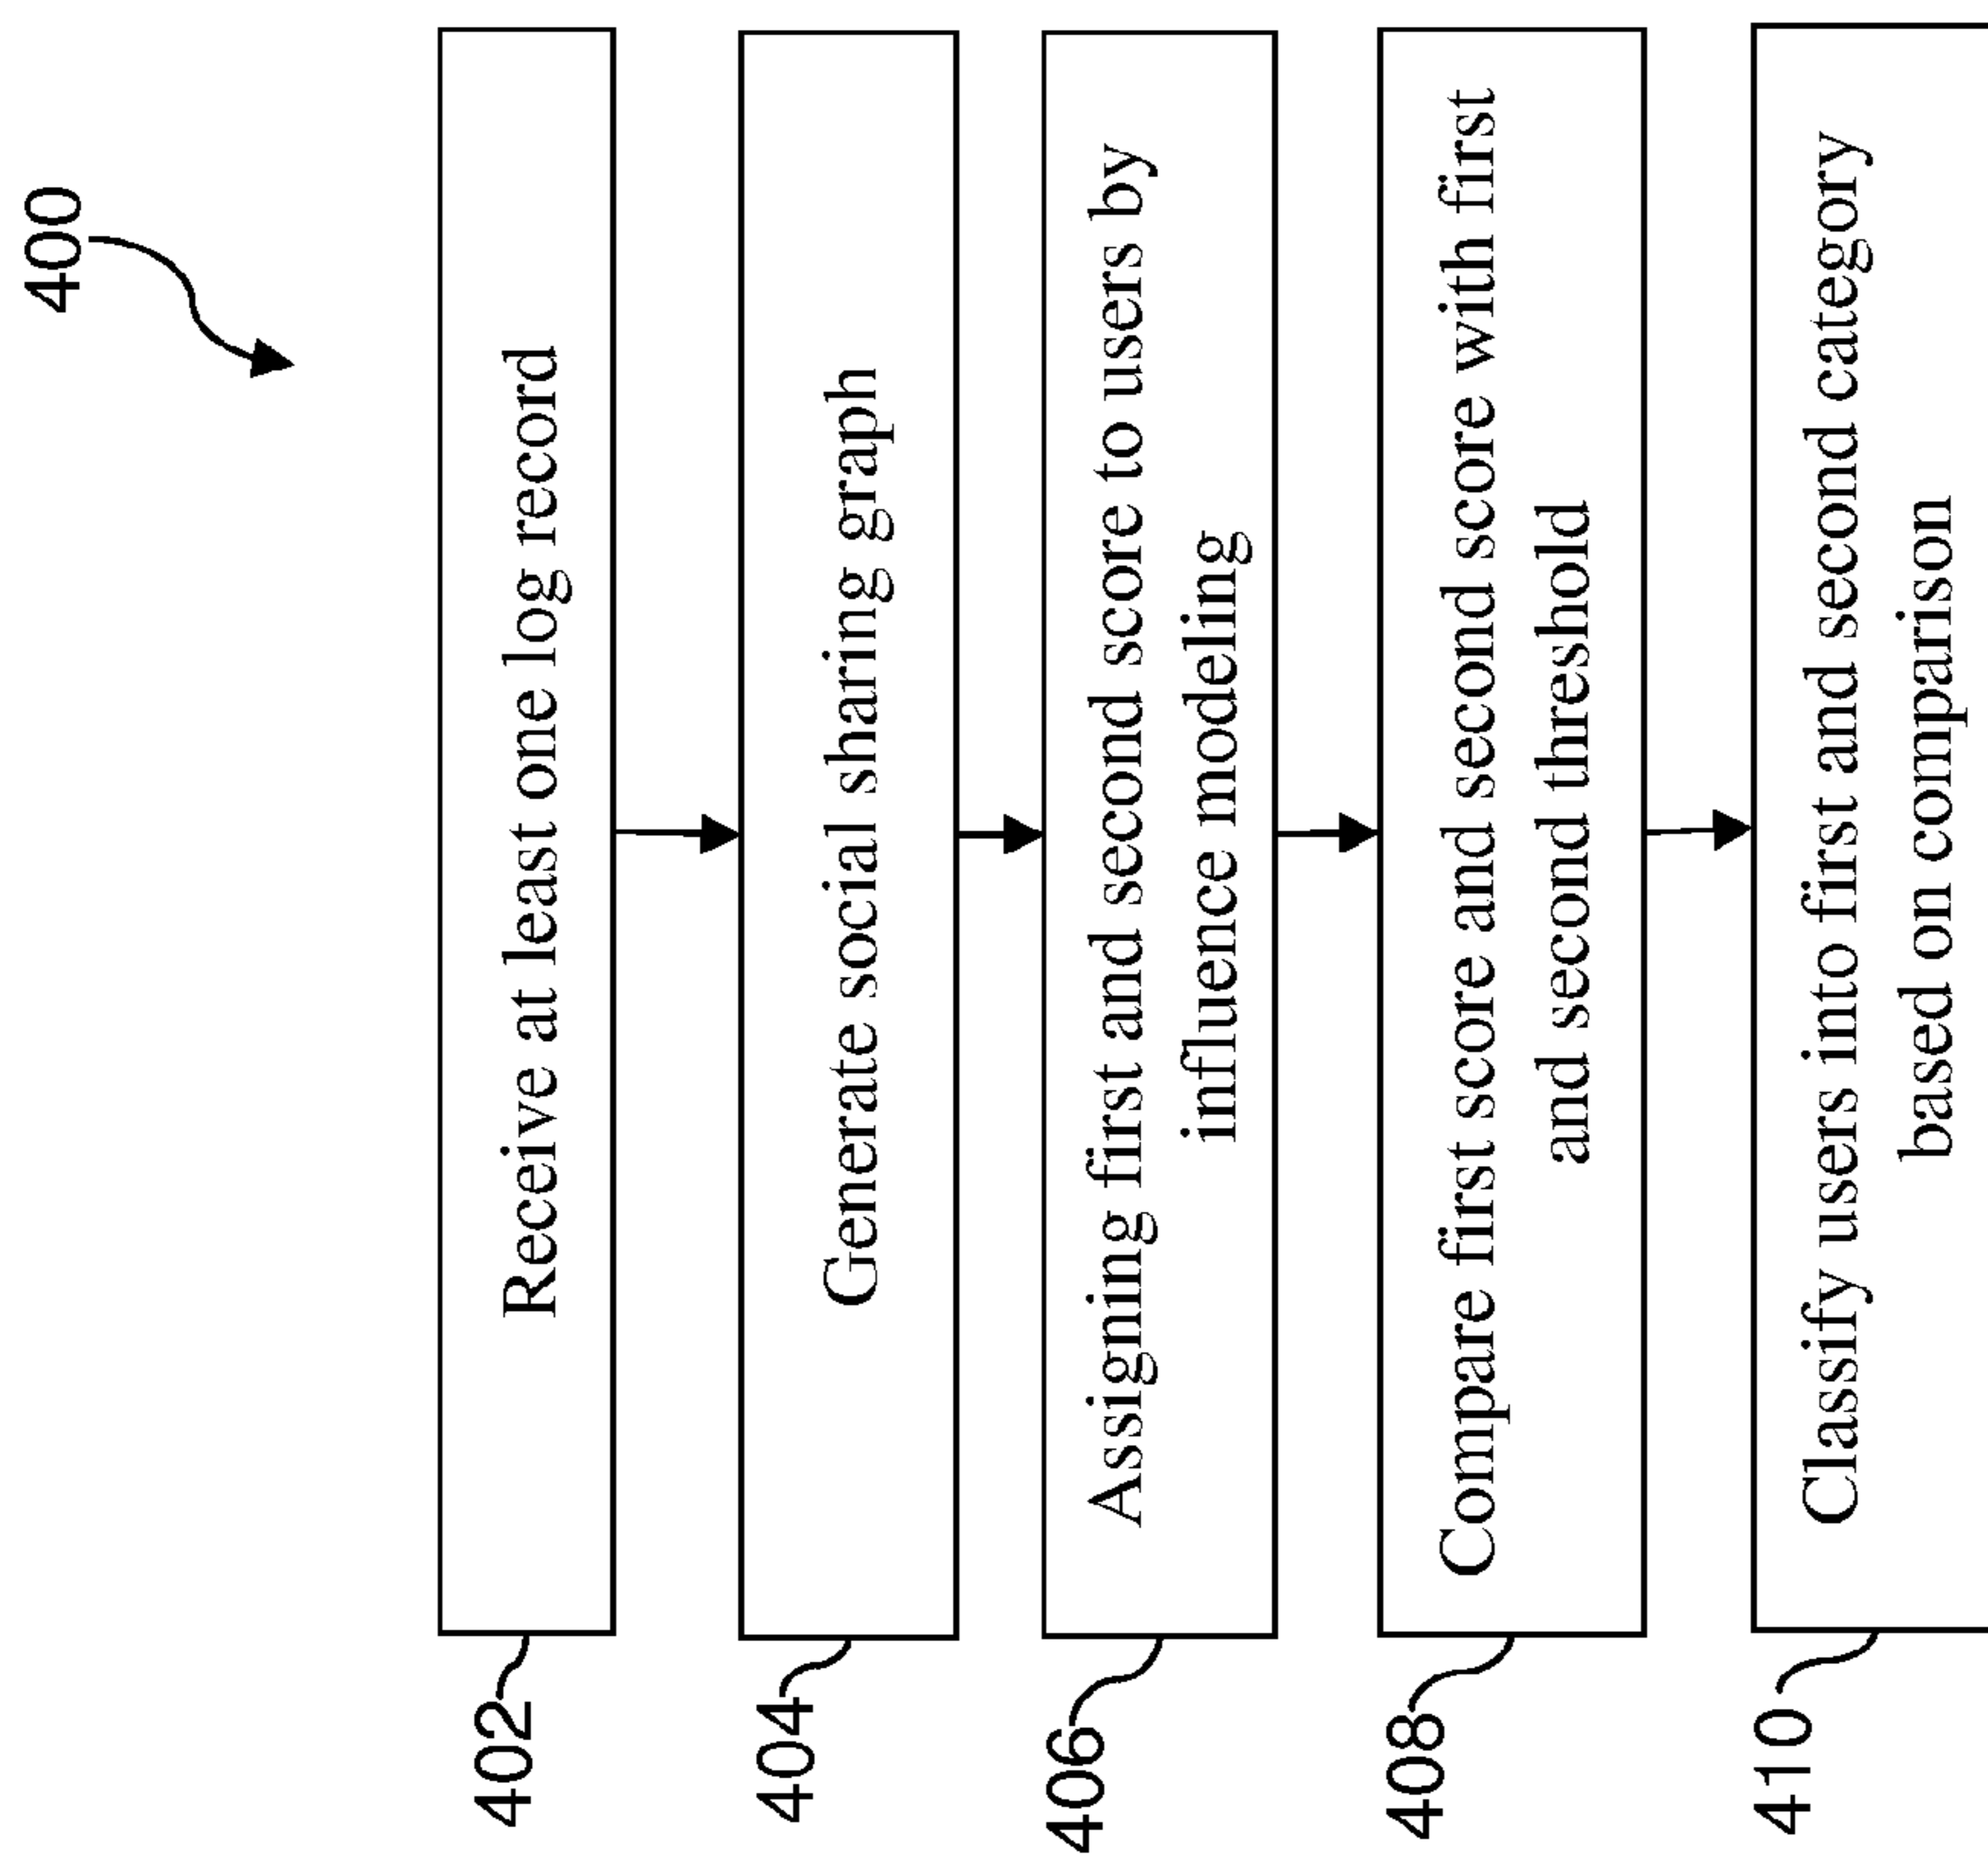 400
402
Receive at least one log record
404
Generate social sharing graph
406
Assigning first and second score to users by
influence modeling
408
Compare first score and second score with first
and second threshold
410
Classify users into first and second category
based on comparison